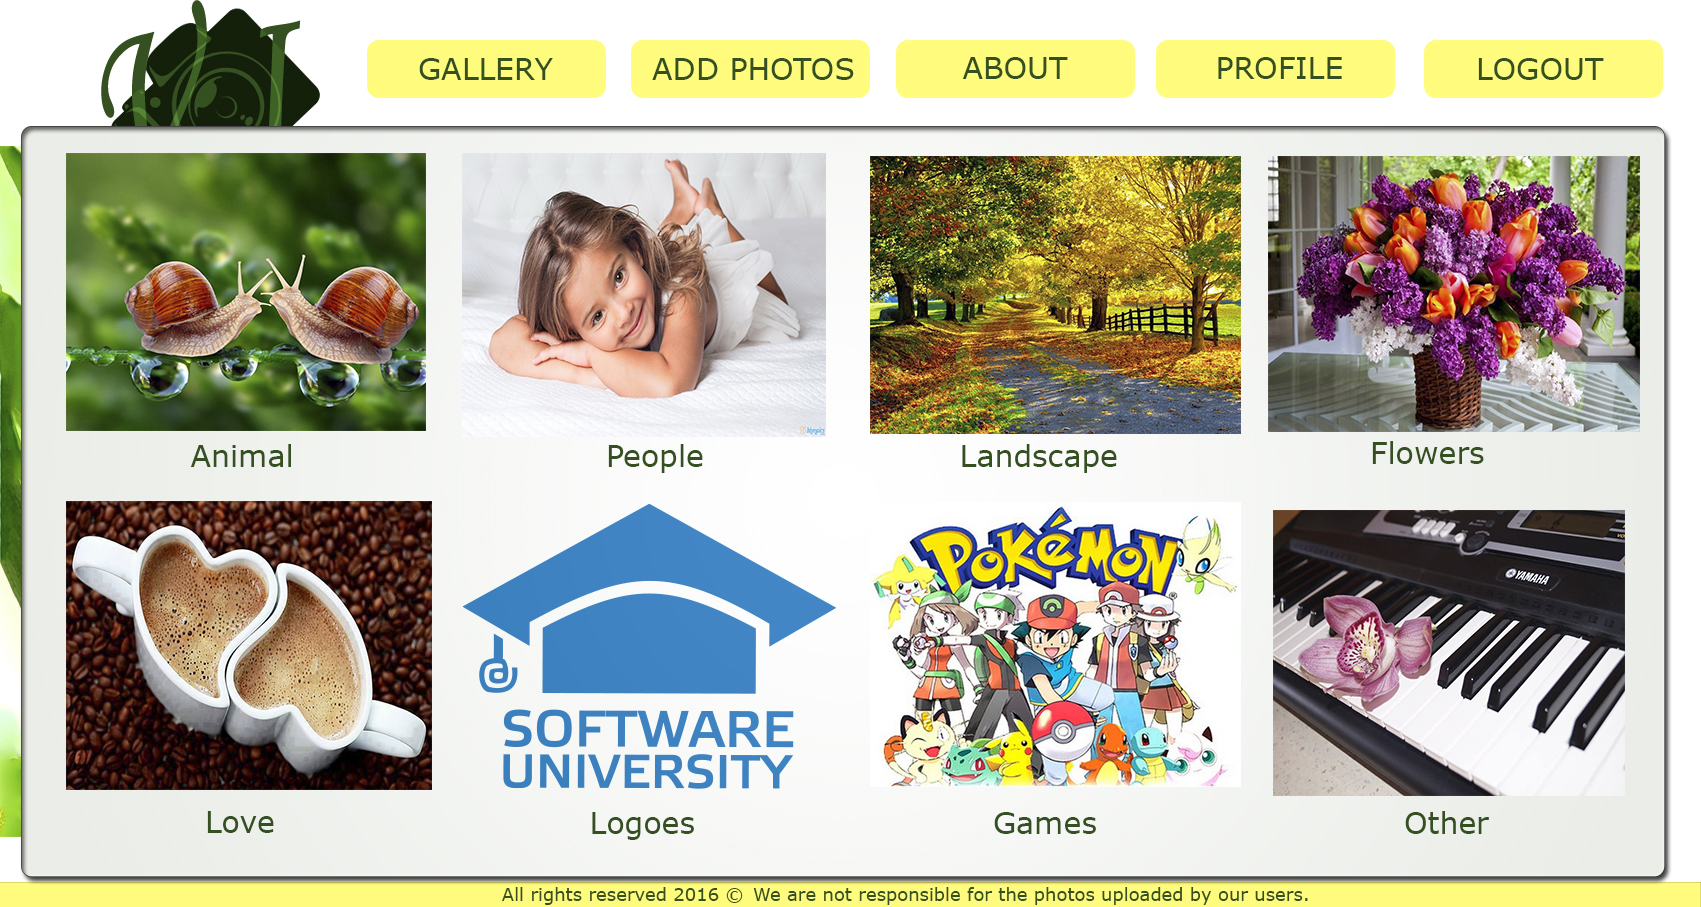 GALLERY
ADD PHOTOS
ABOUT
PROFILE
LOGOUT
Animal
People
Landscape
Flowers
POKéMON
YAMAHA
SOFTWARE
UNIVERSITY
Love
Logoes
Games
Other
All rights reserved 2016 © We are not responsible for the photos uploaded by our users.